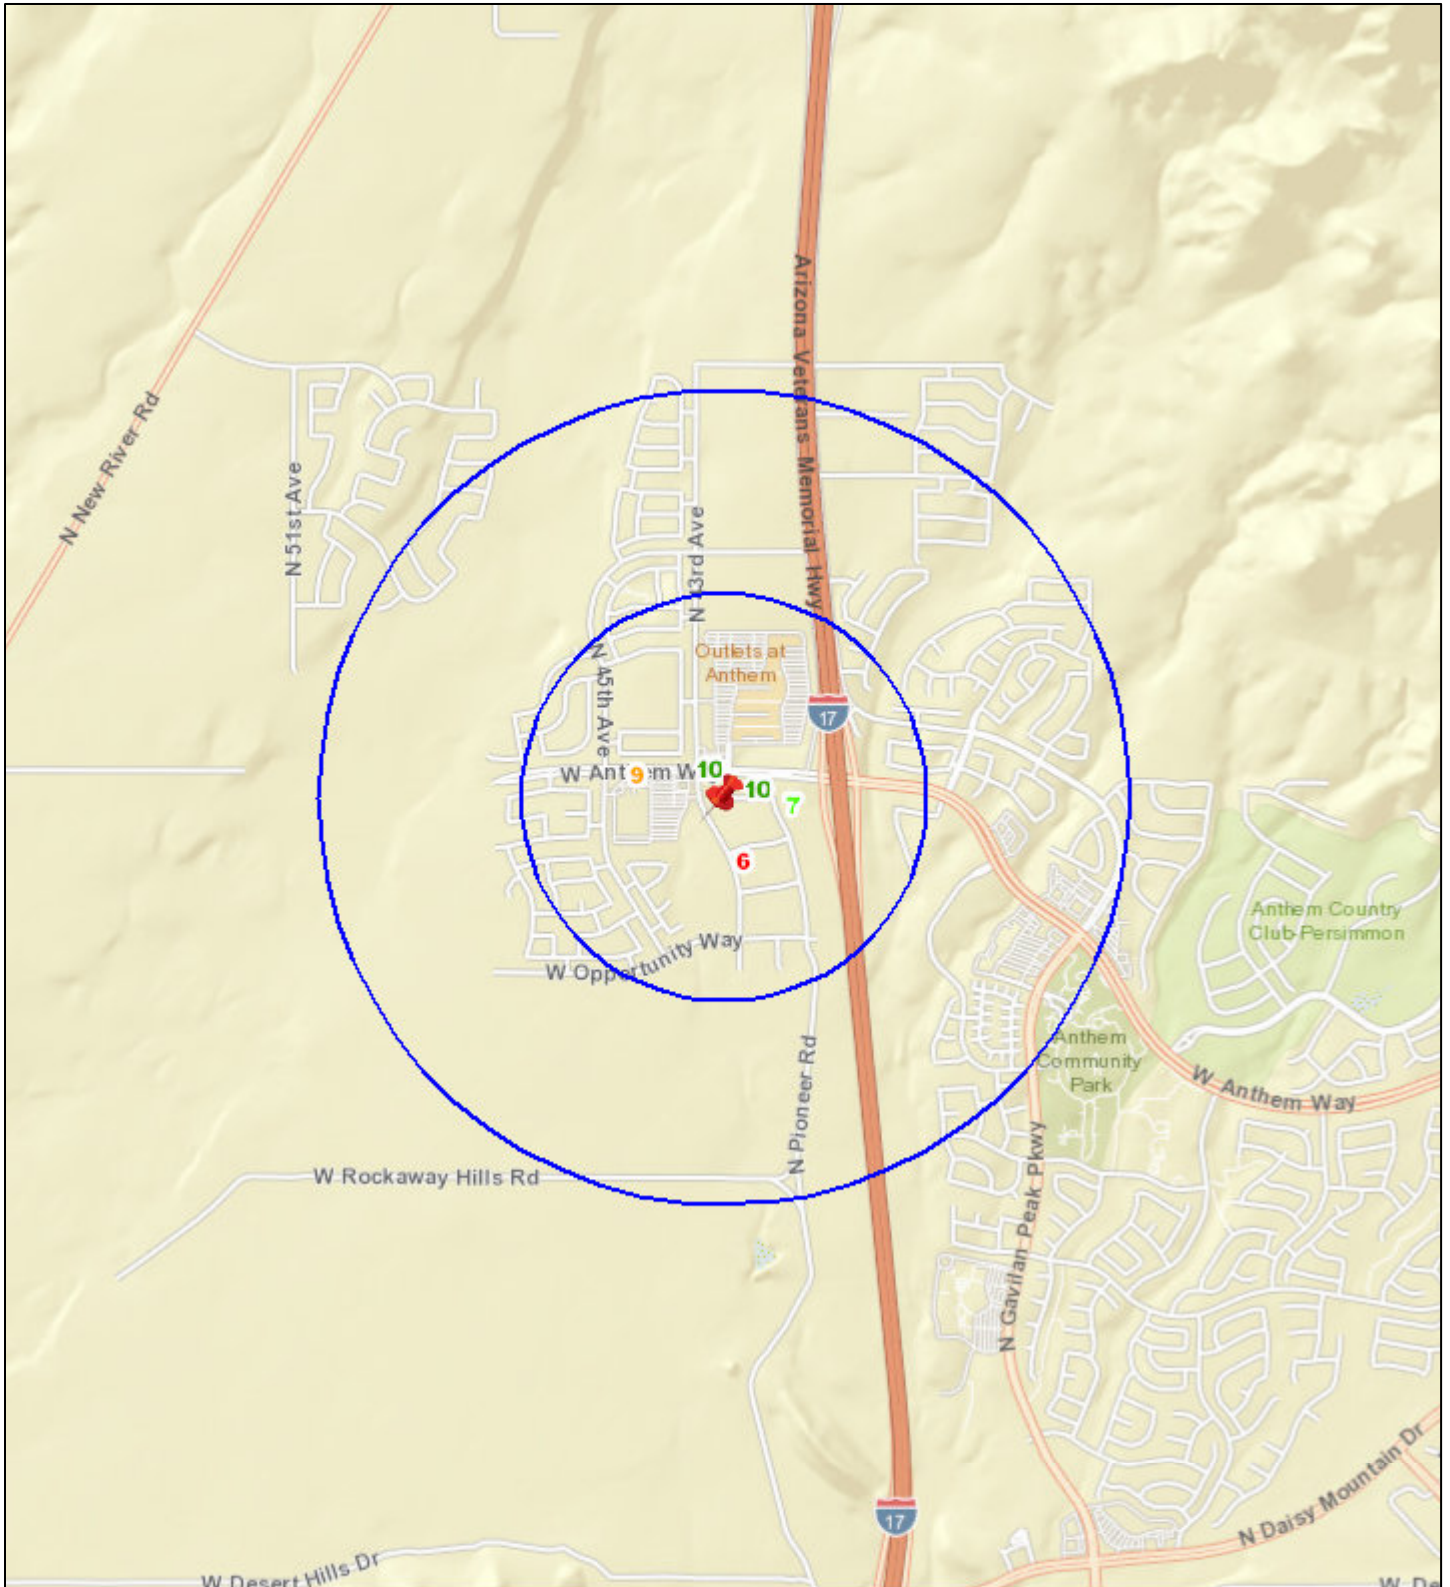 Arizona Veterans Memorial Hwy
N New River Rd
N 51st Ave
N 43rd Ave
Outlets at
Anthem
N 45th Ave
17
W Anthem W
9
10
10
7
6
Anthem Country
Club-Persimmon
W Opportunity Way
Anthem
Community
Park
N Pioneer Rd
W Anthem Way
W Rockaway Hills Rd
N Gavilan Peak Pkwy
N Daisy Mountain Dr
17
W Desert Hills Dr
W De